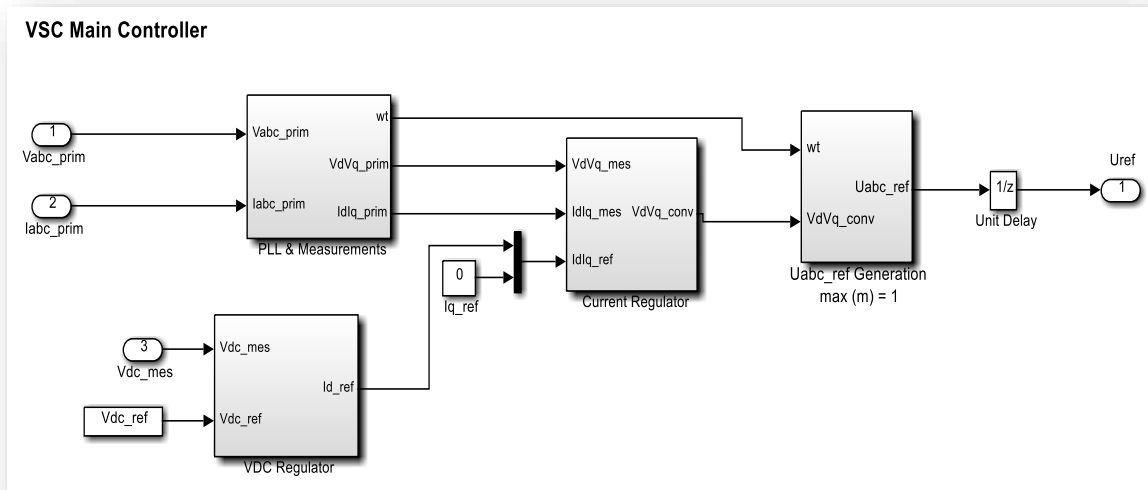 VSC Main Controller
1
Vabc_prim
2
Iabc_prim
Vabc_prim
Iabc_prim
wt
VdVq_prim
IdIq_prim
PLL & Measurements
VdVq_mes
IdIq_mes
IdIq_ref
VdVq_conv
Current Regulator
0
Iq_ref
wt
VdVq_conv
Uabc_ref
Uabc_ref Generation
max (m) = 1
1/z
Unit Delay
Uref
1
3
Vdc_mes
Vdc_ref
Vdc_mes
Vdc_ref
Id_ref
VDC Regulator